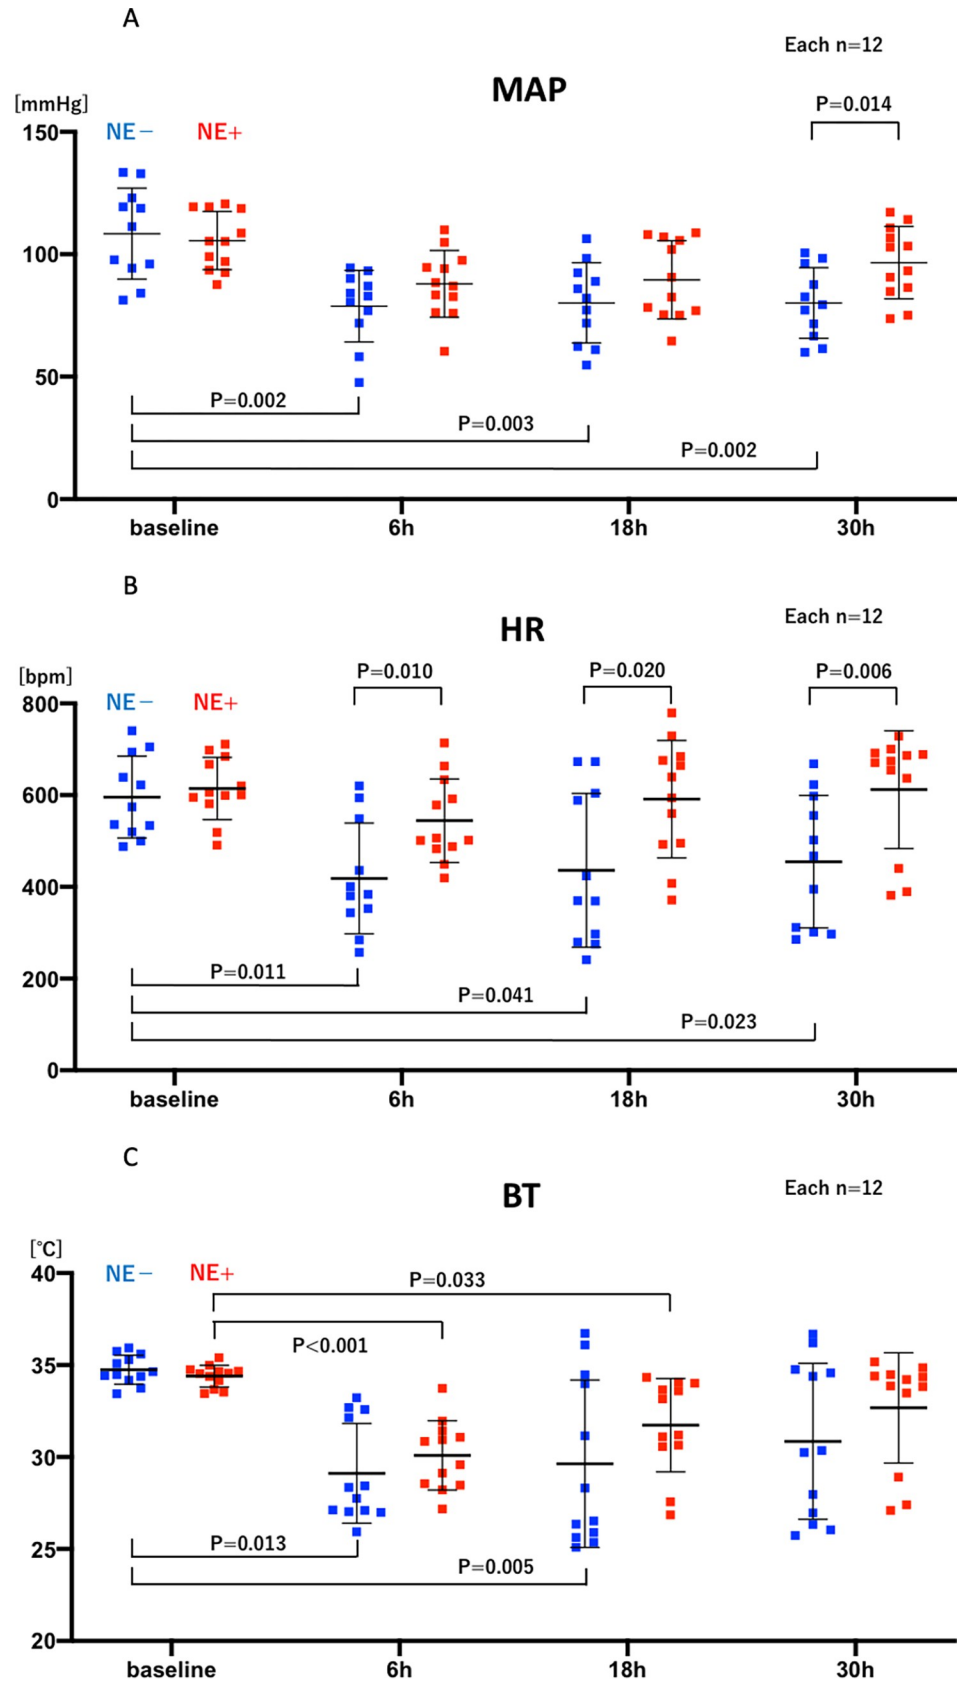 A
Each n=12
MAP
[mmHg]
P=0.014
NE− NE+
150
100
50
P=0.002
P=0.003
P=0.002
0
baseline 6h 18h 30h
B
Each n=12
HR
[bpm]
P=0.010 P=0.020 P=0.006
NE− NE+
800
600
400
200
P=0.011
P=0.041
P=0.023
0
baseline 6h 18h 30h
C
Each n=12
BT
[°C]
NE− NE+
40
P=0.033
P<0.001
35
30
25
P=0.013
P=0.005
20
baseline 6h 18h 30h